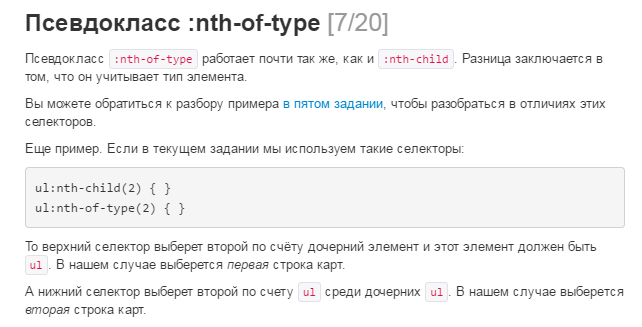 Псевдокласс :nth-of-type [7/20]
Псевдокласс :nth-of-type работает почти так же, как и :nth-child. Разница заключается в
том, что он учитывает тип элемента.
Вы можете обратиться к разбору примера в пятом задании, чтобы разобраться в отличиях этих
селекторов.
Еще пример. Если в текущем задании мы используем такие селекторы:
ul:nth-child(2) { }
ul:nth-of-type(2) { }
То верхний селектор выберет второй по счёту дочерний элемент и этот элемент должен быть
ul. В нашем случае выберется первая строка карт.
А нижний селектор выберет второй по счету ul среди дочерних ul. В нашем случае выберется
вторая строка карт.